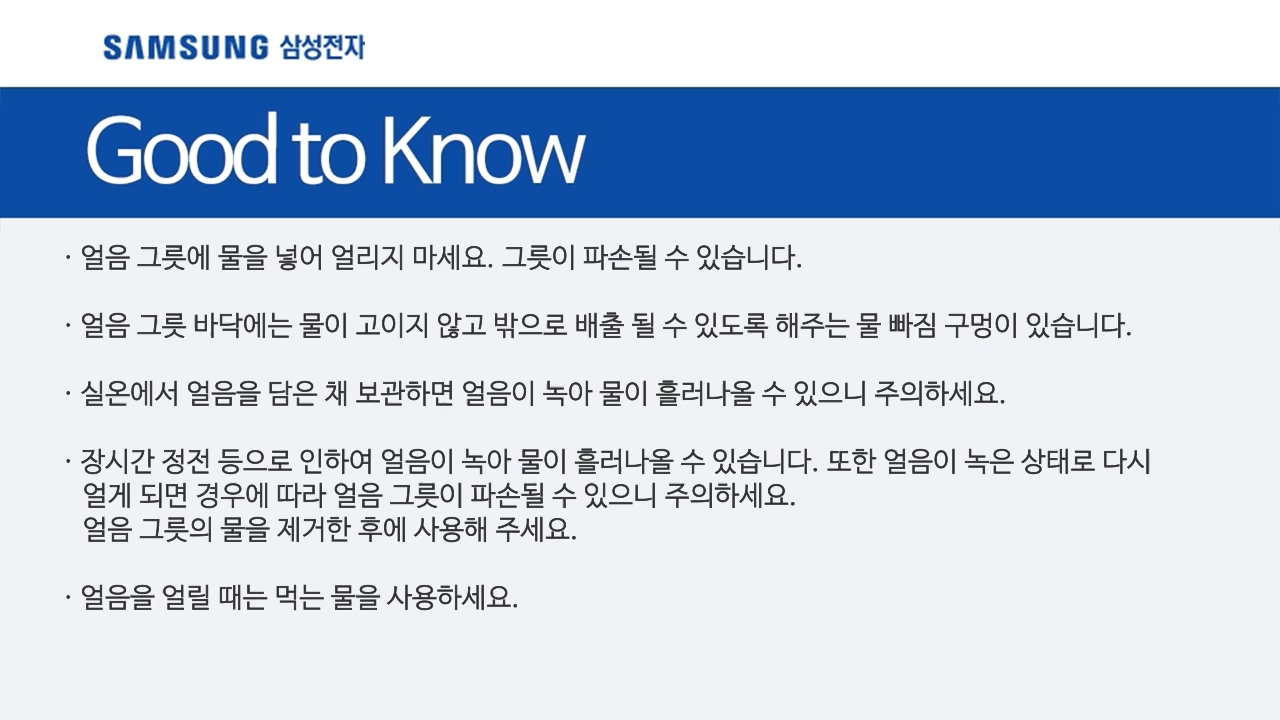 SAMSUNG 삼성전자
Good to Know
· 얼음 그릇에 물을 넣어 얼리지 마세요. 그릇이 파손될 수 있습니다.
· 얼음 그릇 바닥에는 물이 고이지 않고 밖으로 배출 될 수 있도록 해주는 물 빠짐 구멍이 있습니다.
· 실온에서 얼음을 담은 채 보관하면 얼음이 녹아 물이 흘러나올 수 있으니 주의하세요.
· 장시간 정전 등으로 인하여 얼음이 녹아 물이 흘러나올 수 있습니다. 또한 얼음이 녹은 상태로 다시
얼게 되면 경우에 따라 얼음 그릇이 파손될 수 있으니 주의하세요.
얼음 그릇의 물을 제거한 후에 사용해 주세요.
· 얼음을 얼릴 때는 먹는 물을 사용하세요.